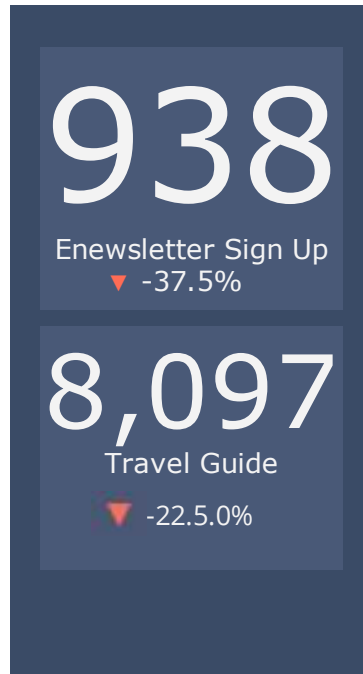 938
Enewsletter Sign Up
▼ -37.5%
8,097
Travel Guide
▼ -22.5.0%